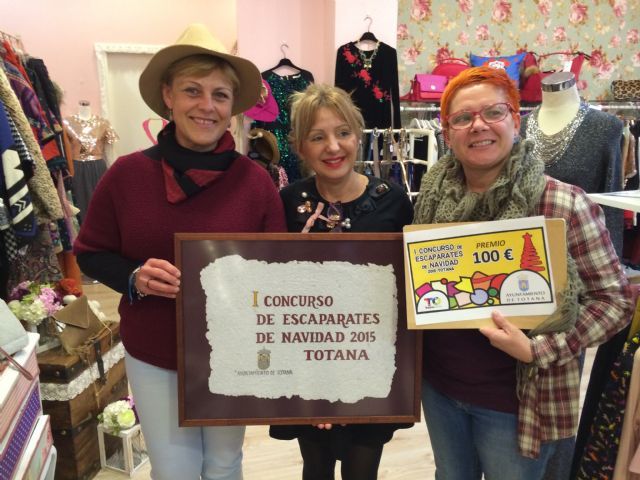 I CONCURSO
DE ESCAPARATES
DE NAVIDAD 2015
TOTANA
AYUNTAMIENTO DE TOTANA
I CONCURSO DE
ESCAPARATES
DE NAVIDAD
2015 TOTANA
PREMIO
100 €
AYUNTAMIENTO
DE TOTANA